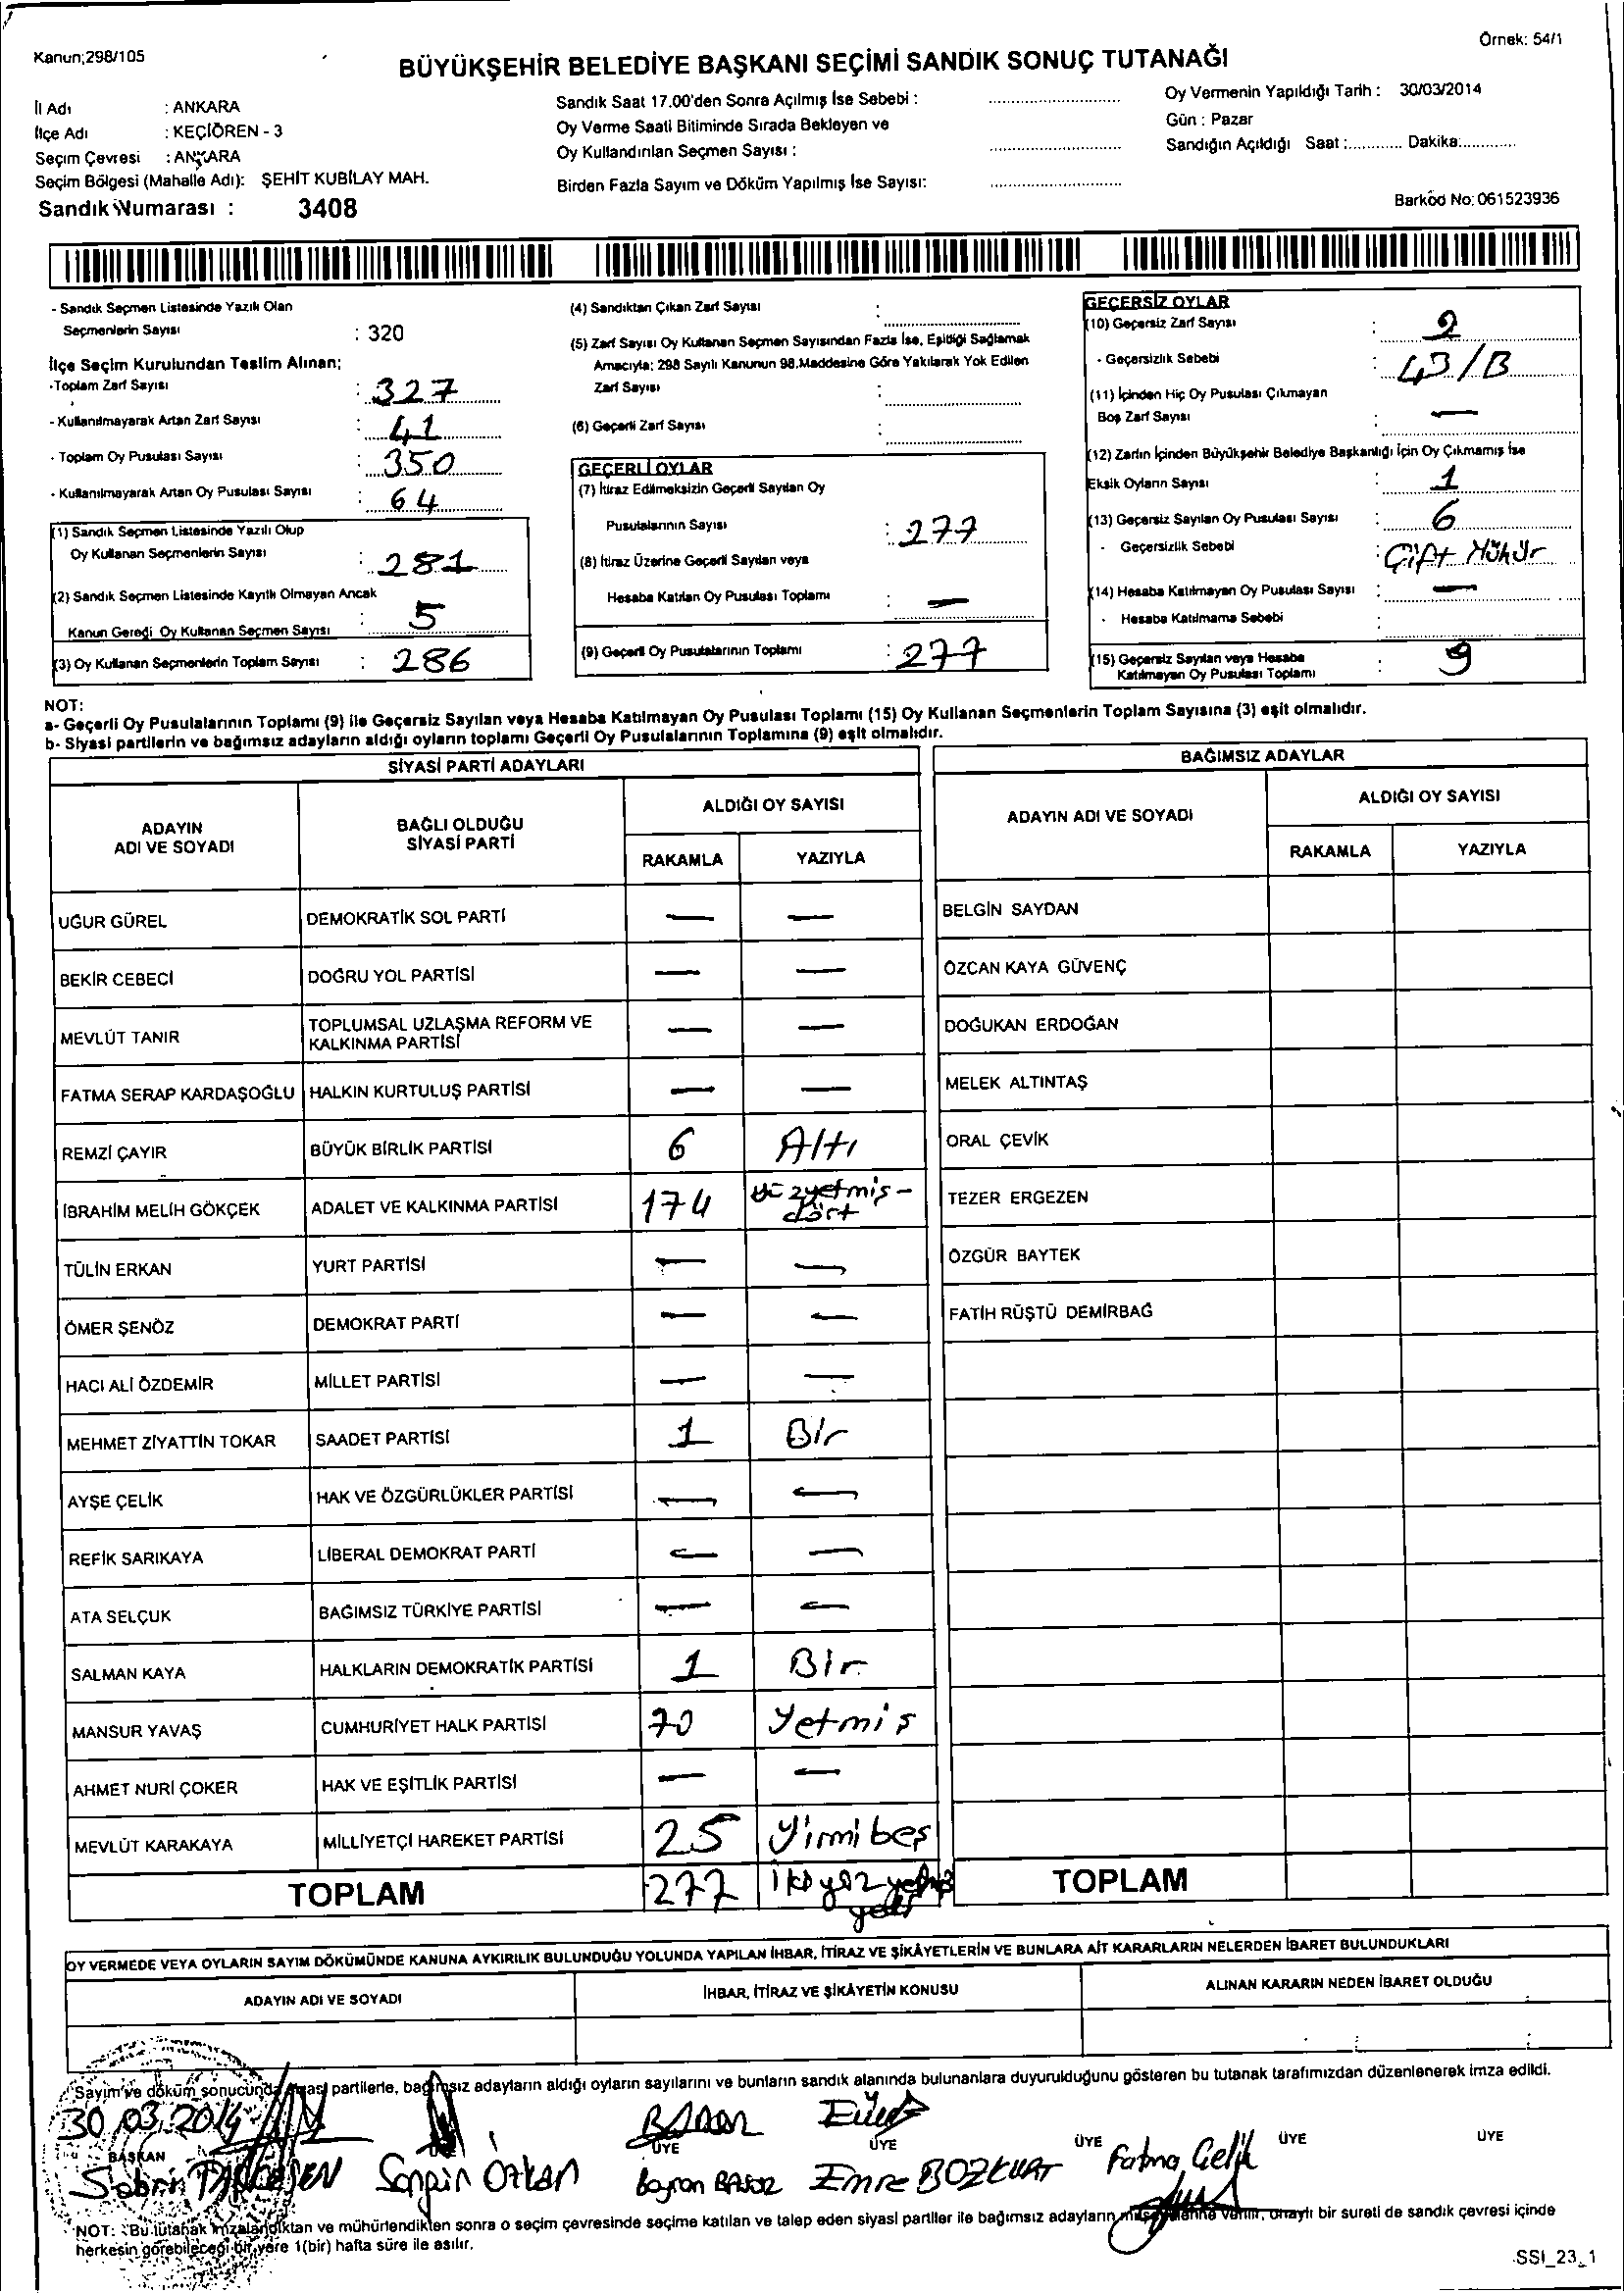 Kanun;298/105
Örnek: 54/1
BÜYÜKŞEHİR BELEDİYE BAŞKANI SEÇİMİ SANDIK SONUÇ TUTANAĞI
İl Adı : ANKARA
İlçe Adı : KEÇİÖREN - 3
Seçim Çevresi : ANKARA
Seçim Bölgesi (Mahalle Adı): ŞEHİT KUBİLAY MAH.
Sandık Numarası : 3408
Sandık Saat 17.00'den Sonra Açılmış İse Sebebi :
Oy Verme Saati Bitiminde Sırada Bekleyen ve
Oy Kullandırılan Seçmen Sayısı :
Birden Fazla Sayım ve Döküm Yapılmış İse Sayısı:
Oy Vermenin Yapıldığı Tarih : 30/03/2014
Gün : Pazar
Sandığın Açıldığı Saat :............ Dakika:............
Barkod No: 061523936
- Sandık Seçmen Listesinde Yazılı Olan
Seçmenlerin Sayısı : 320
İlçe Seçim Kurulundan Teslim Alınan;
-Toplam Zarf Sayısı : 327
- Kullanılmayarak Artan Zarf Sayısı : 41
- Toplam Oy Pusulası Sayısı : 350
- Kullanılmayarak Artan Oy Pusulası Sayısı : 64
(1) Sandık Seçmen Listesinde Yazılı Olup
Oy Kullanan Seçmenlerin Sayısı : 281
(2) Sandık Seçmen Listesinde Kayıtlı Olmayan Ancak
Kanun Gereği Oy Kullanan Seçmen Sayısı : 5
(3) Oy Kullanan Seçmenlerin Toplam Sayısı : 286
(4) Sandıktan Çıkan Zarf Sayısı :
(5) Zarf Sayısı Oy Kullanan Seçmen Sayısından Fazla İse, Eşitliği Sağlamak
Amacıyla; 298 Sayılı Kanunun 98.Maddesine Göre Yakılarak Yok Edilen
Zarf Sayısı :
(6) Geçerli Zarf Sayısı :
GEÇERLİ OYLAR
(7) İtiraz Edilmeksizin Geçerli Sayılan Oy
Pusulalarının Sayısı : 277
(8) İtiraz Üzerine Geçerli Sayılan veya
Hesaba Katılan Oy Pusulası Toplamı : —
(9) Geçerli Oy Pusulalarının Toplamı : 277
GEÇERSİZ OYLAR
(10) Geçersiz Zarf Sayısı : 2
- Geçersizlik Sebebi : 43/B
(11) İçinden Hiç Oy Pusulası Çıkmayan
Boş Zarf Sayısı : —
(12) Zarfın İçinden Büyükşehir Belediye Başkanlığı İçin Oy Çıkmamış İse
Eksik Oyların Sayısı : 1
(13) Geçersiz Sayılan Oy Pusulası Sayısı : 6
- Geçersizlik Sebebi : Çift Mühür
(14) Hesaba Katılmayan Oy Pusulası Sayısı : —
- Hesaba Katılmama Sebebi :
(15) Geçersiz Sayılan veya Hesaba
Katılmayan Oy Pusulası Toplamı : 9
NOT:
a- Geçerli Oy Pusulalarının Toplamı (9) ile Geçersiz Sayılan veya Hesaba Katılmayan Oy Pusulası Toplamı (15) Oy Kullanan Seçmenlerin Toplam Sayısına (3) eşit olmalıdır.
b- Siyasi partilerin ve bağımsız adayların aldığı oyların toplamı Geçerli Oy Pusulalarının Toplamına (9) eşit olmalıdır.
SİYASİ PARTİ ADAYLARI
ADAYIN ADI VE SOYADI
BAĞLI OLDUĞU SİYASİ PARTİ
ALDIĞI OY SAYISI
RAKAMLA YAZIYLA
UĞUR GÜREL DEMOKRATİK SOL PARTİ — —
BEKİR CEBECİ DOĞRU YOL PARTİSİ — —
MEVLÜT TANIR TOPLUMSAL UZLAŞMA REFORM VE KALKINMA PARTİSİ — —
FATMA SERAP KARDAŞOĞLU HALKIN KURTULUŞ PARTİSİ — —
REMZİ ÇAYIR BÜYÜK BİRLİK PARTİSİ 6 Altı
İBRAHİM MELİH GÖKÇEK ADALET VE KALKINMA PARTİSİ 174 Yüzyetmiş-dört
TÜLİN ERKAN YURT PARTİSİ — —
ÖMER ŞENÖZ DEMOKRAT PARTİ — —
HACI ALİ ÖZDEMİR MİLLET PARTİSİ — —
MEHMET ZİYATTİN TOKAR SAADET PARTİSİ 1 Bir
AYŞE ÇELİK HAK VE ÖZGÜRLÜKLER PARTİSİ — —
REFİK SARIKAYA LİBERAL DEMOKRAT PARTİ — —
ATA SELÇUK BAĞIMSIZ TÜRKİYE PARTİSİ — —
SALMAN KAYA HALKLARIN DEMOKRATİK PARTİSİ 1 Bir
MANSUR YAVAŞ CUMHURİYET HALK PARTİSİ 70 Yetmiş
AHMET NURİ ÇOKER HAK VE EŞİTLİK PARTİSİ — —
MEVLÜT KARAKAYA MİLLİYETÇİ HAREKET PARTİSİ 25 Yirmibeş
TOPLAM 277 İkiyüzyetmiş yedi
BAĞIMSIZ ADAYLAR
ADAYIN ADI VE SOYADI
ALDIĞI OY SAYISI
RAKAMLA YAZIYLA
BELGİN SAYDAN
ÖZCAN KAYA GÜVENÇ
DOĞUKAN ERDOĞAN
MELEK ALTINTAŞ
ORAL ÇEVİK
TEZER ERGEZEN
ÖZGÜR BAYTEK
FATİH RÜŞTÜ DEMİRBAĞ
TOPLAM
OY VERMEDE VEYA OYLARIN SAYIM DÖKÜMÜNDE KANUNA AYKIRILIK BULUNDUĞU YOLUNDA YAPILAN İHBAR, İTİRAZ VE ŞİKÂYETLERİN VE BUNLARA AİT KARARLARIN NELERDEN İBARET BULUNDUKLARI
ADAYIN ADI VE SOYADI
İHBAR, İTİRAZ VE ŞİKÂYETİN KONUSU
ALINAN KARARIN NEDEN İBARET OLDUĞU
Sayım ve döküm sonucunda siyasi partilerle, bağımsız adayların aldığı oyların sayılarını ve bunların sandık alanında bulunanlara duyurulduğunu gösteren bu tutanak tarafımızdan düzenlenerek imza edildi.
30.03.2014
BAŞKAN ÜYE ÜYE ÜYE ÜYE ÜYE
Sabri Özkan Emre BOZKURT Fatma Çelik
NOT: Bu tutanak imzalandıktan ve mühürlendikten sonra o seçim çevresinde seçime katılan ve talep eden siyasi partiler ile bağımsız adayların verilir, onaylı bir sureti de sandık çevresi içinde
herkesin görebileceği bir yere 1(bir) hafta süre ile asılır.
SSI_23_1